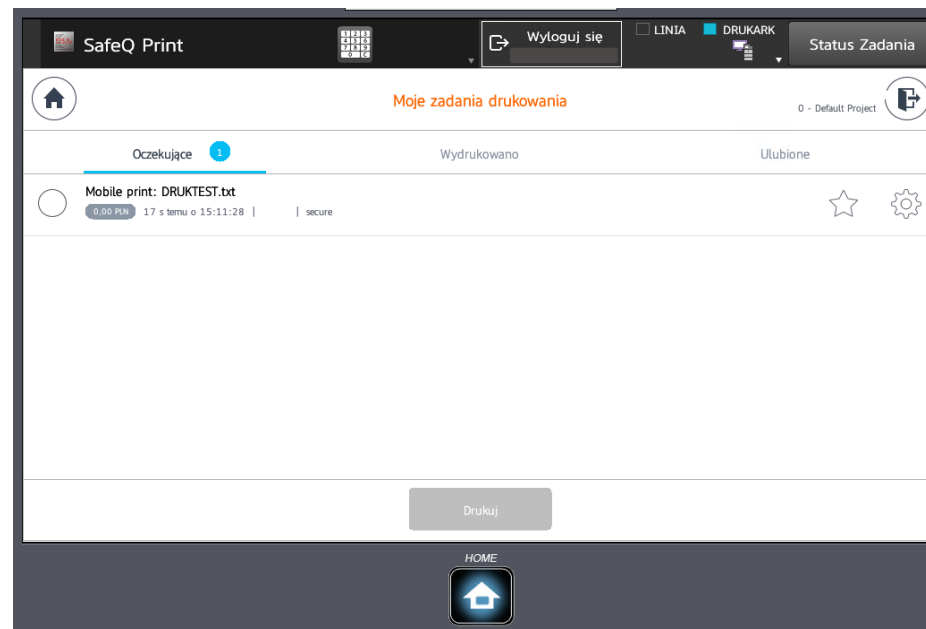 SafeQ Print
Wyloguj się
LINIA
DRUKARK
Status Zadania
Moje zadania drukowania
0 - Default Project
Oczekujące 1
Wydrukowano
Ulubione
Mobile print: DRUKTEST.txt
0,00 PLN 17 s temu o 15:11:28 | | secure
Drukuj
HOME